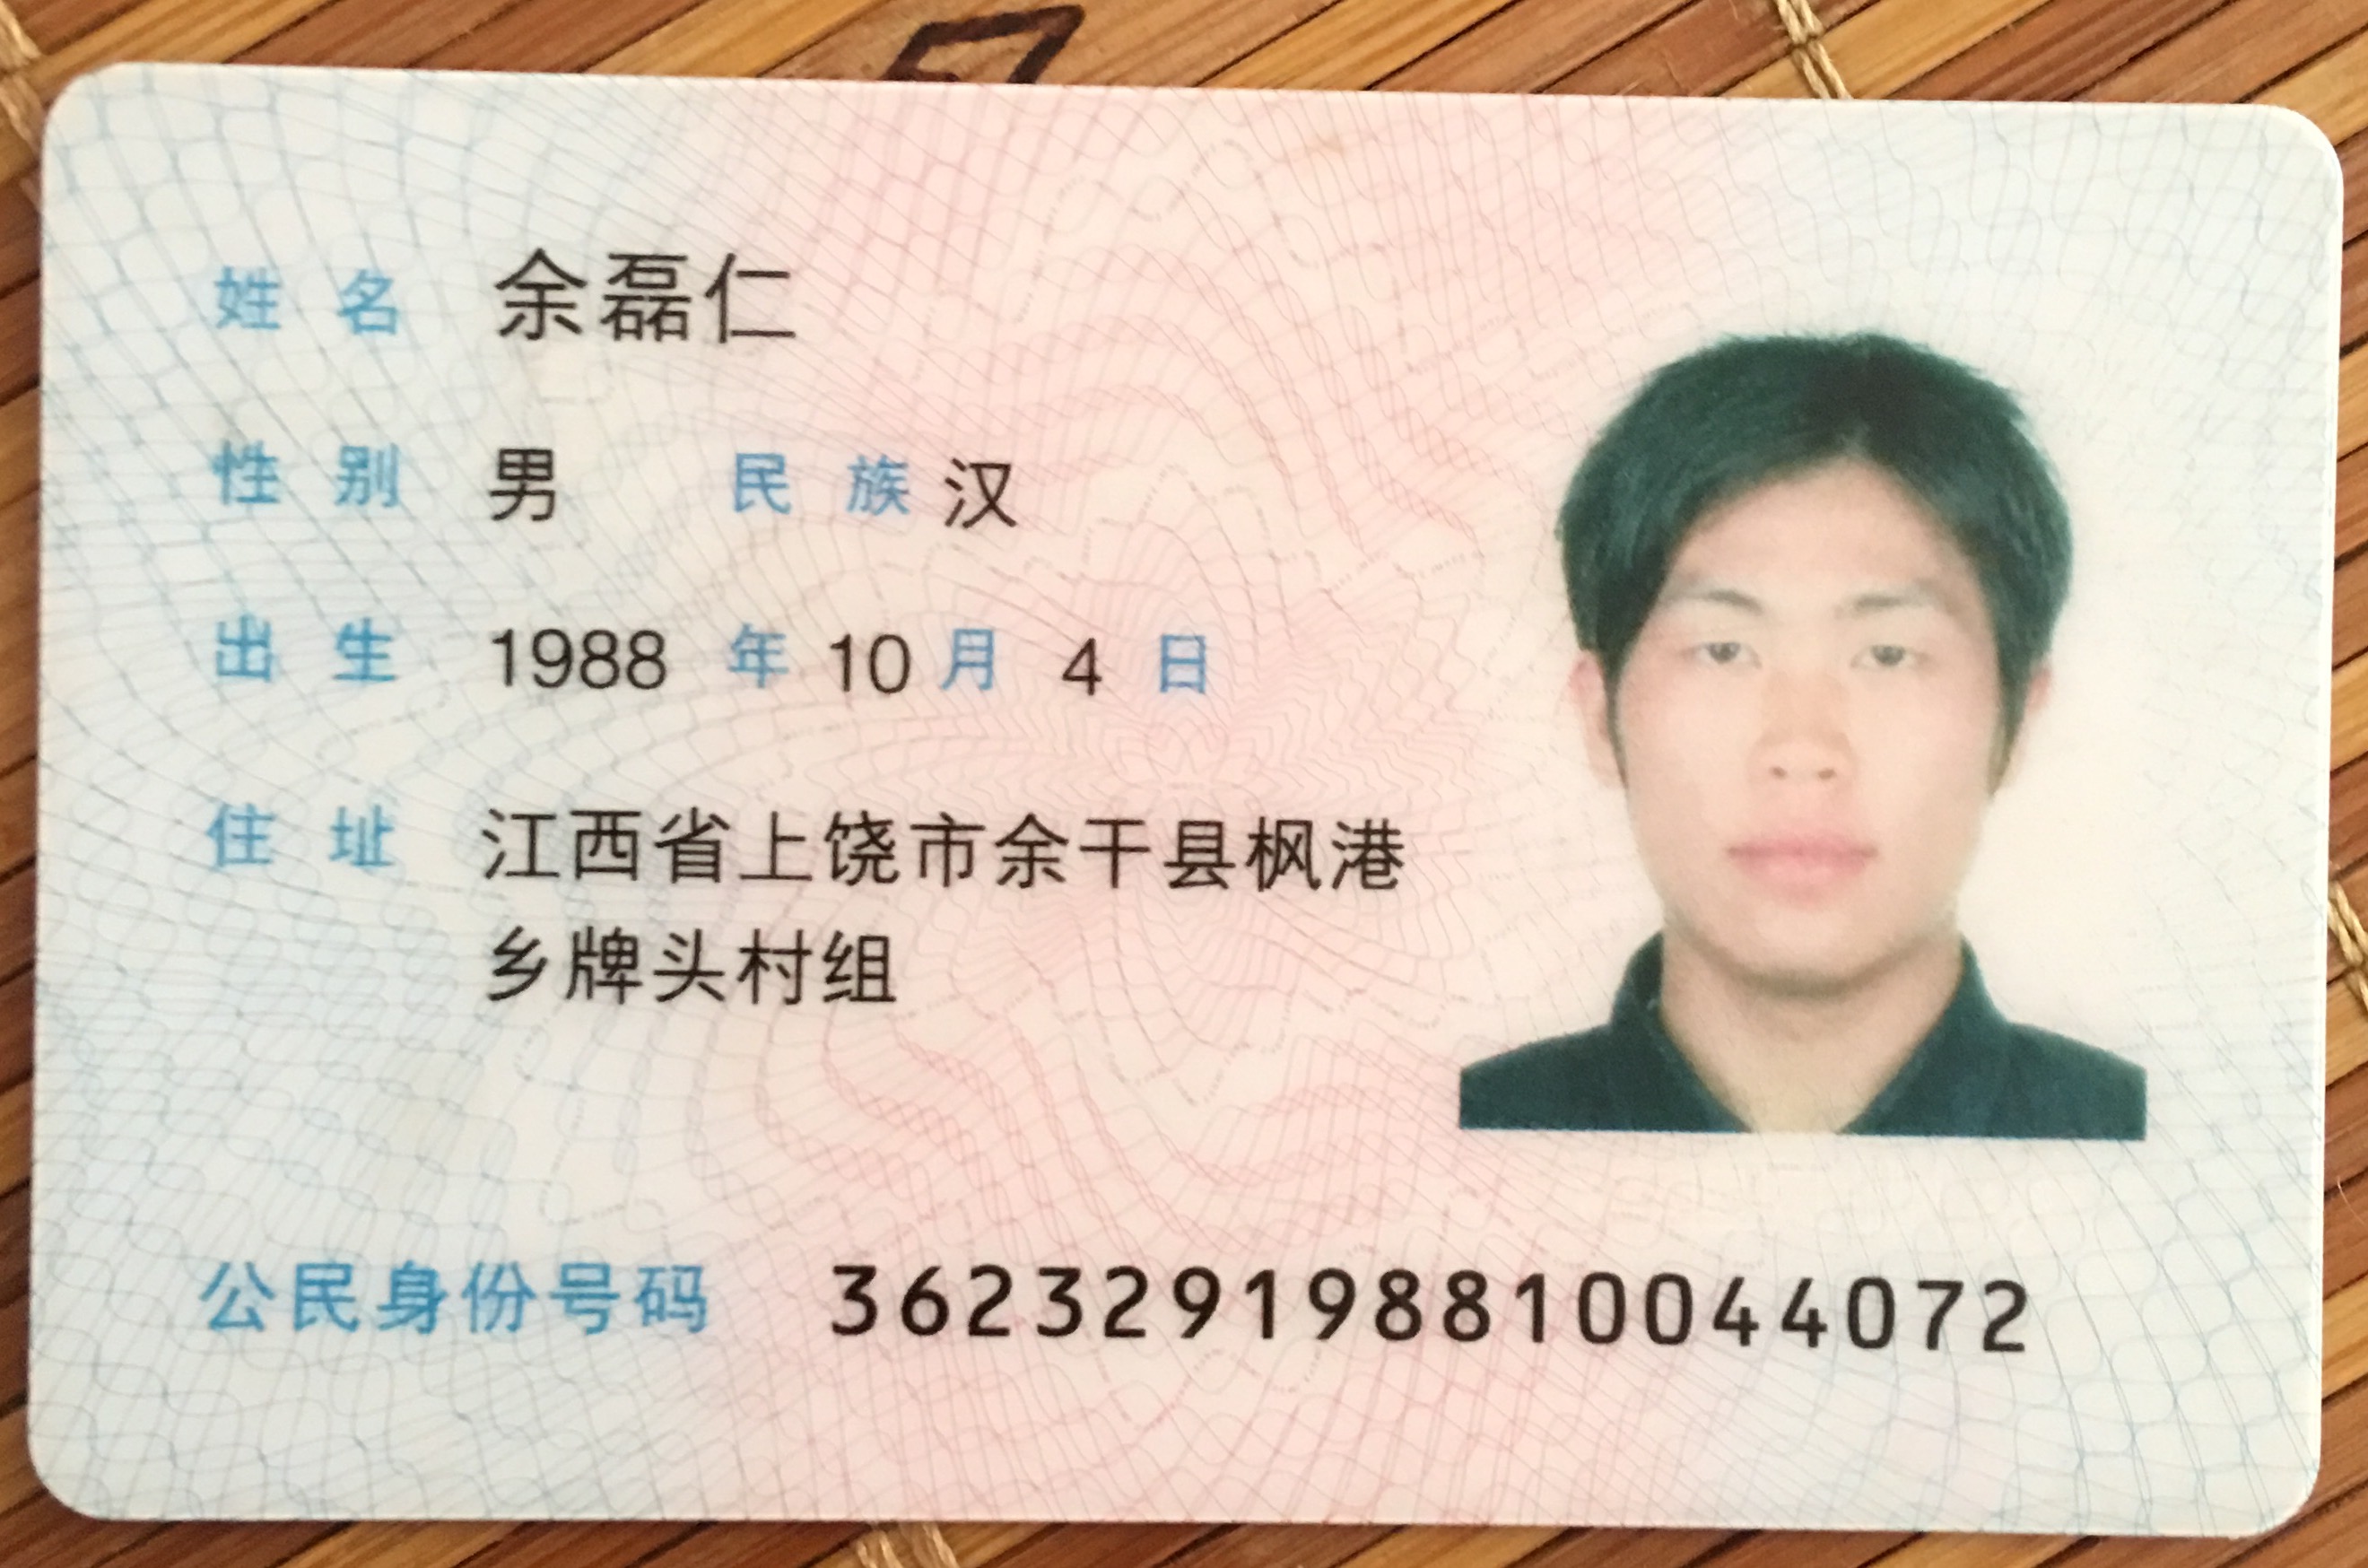 姓名 余磊仁
性别 男 民族 汉
出生 1988 年 10 月 4 日
住址 江西省上饶市余干县枫港
乡牌头村组
公民身份号码 362329198810044072